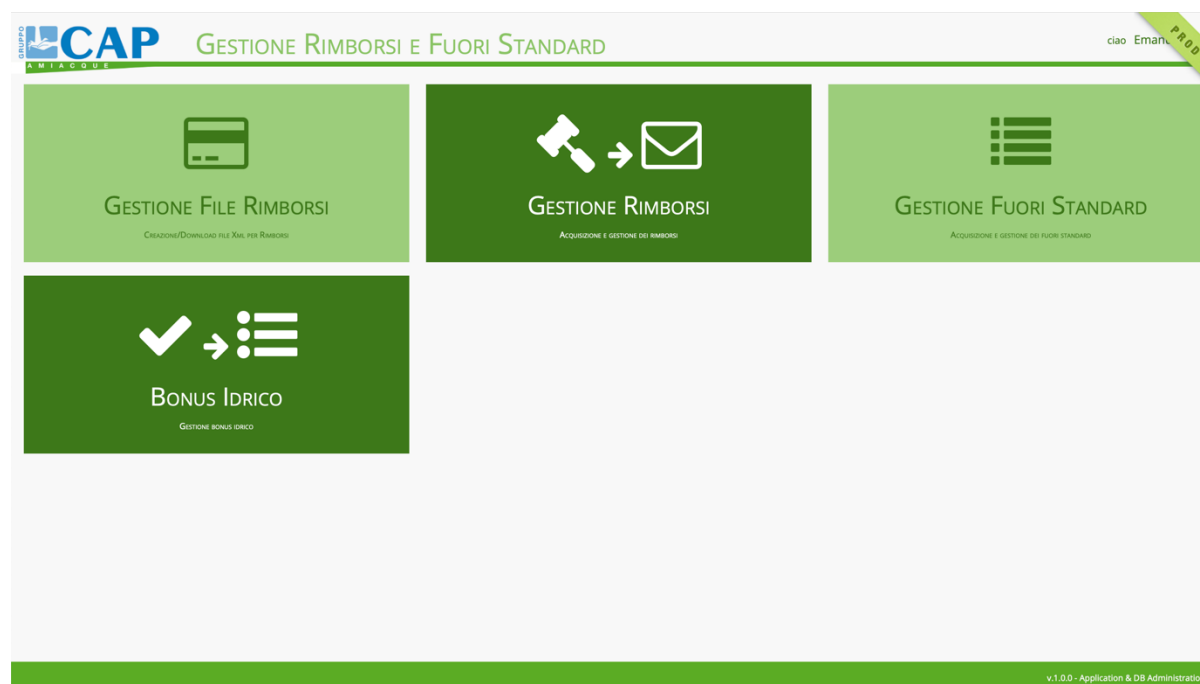 GRUPPO
CAP
AMIACQUE
Gestione Rimborsi e Fuori Standard
ciao
PROD
Gestione File Rimborsi
Creazione/Download file Xml per Rimborsi
Gestione Rimborsi
Acquisizione e gestione dei rimborsi
Gestione Fuori Standard
Acquisizione e gestione dei fuori standard
Bonus Idrico
Gestione bonus idrico
v.1.0.0 - Application & DB Administratio